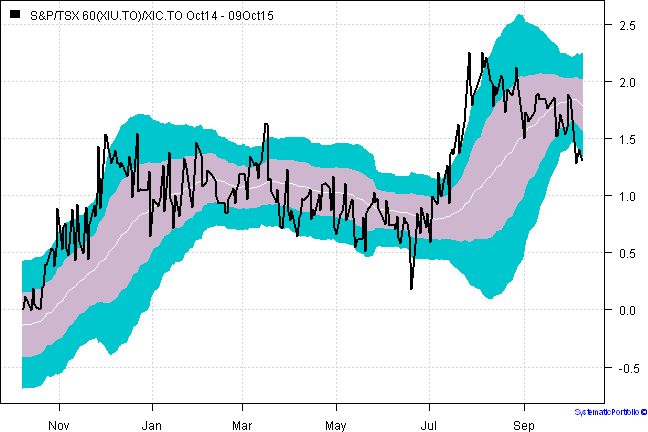 S&P/TSX 60(XIU.TO)/XIC.TO Oct14 - 09Oct15
2.5
2.0
1.5
1.0
0.5
0.0
-0.5
Nov Jan Mar May Jul Sep
SystematicPortfolio ©